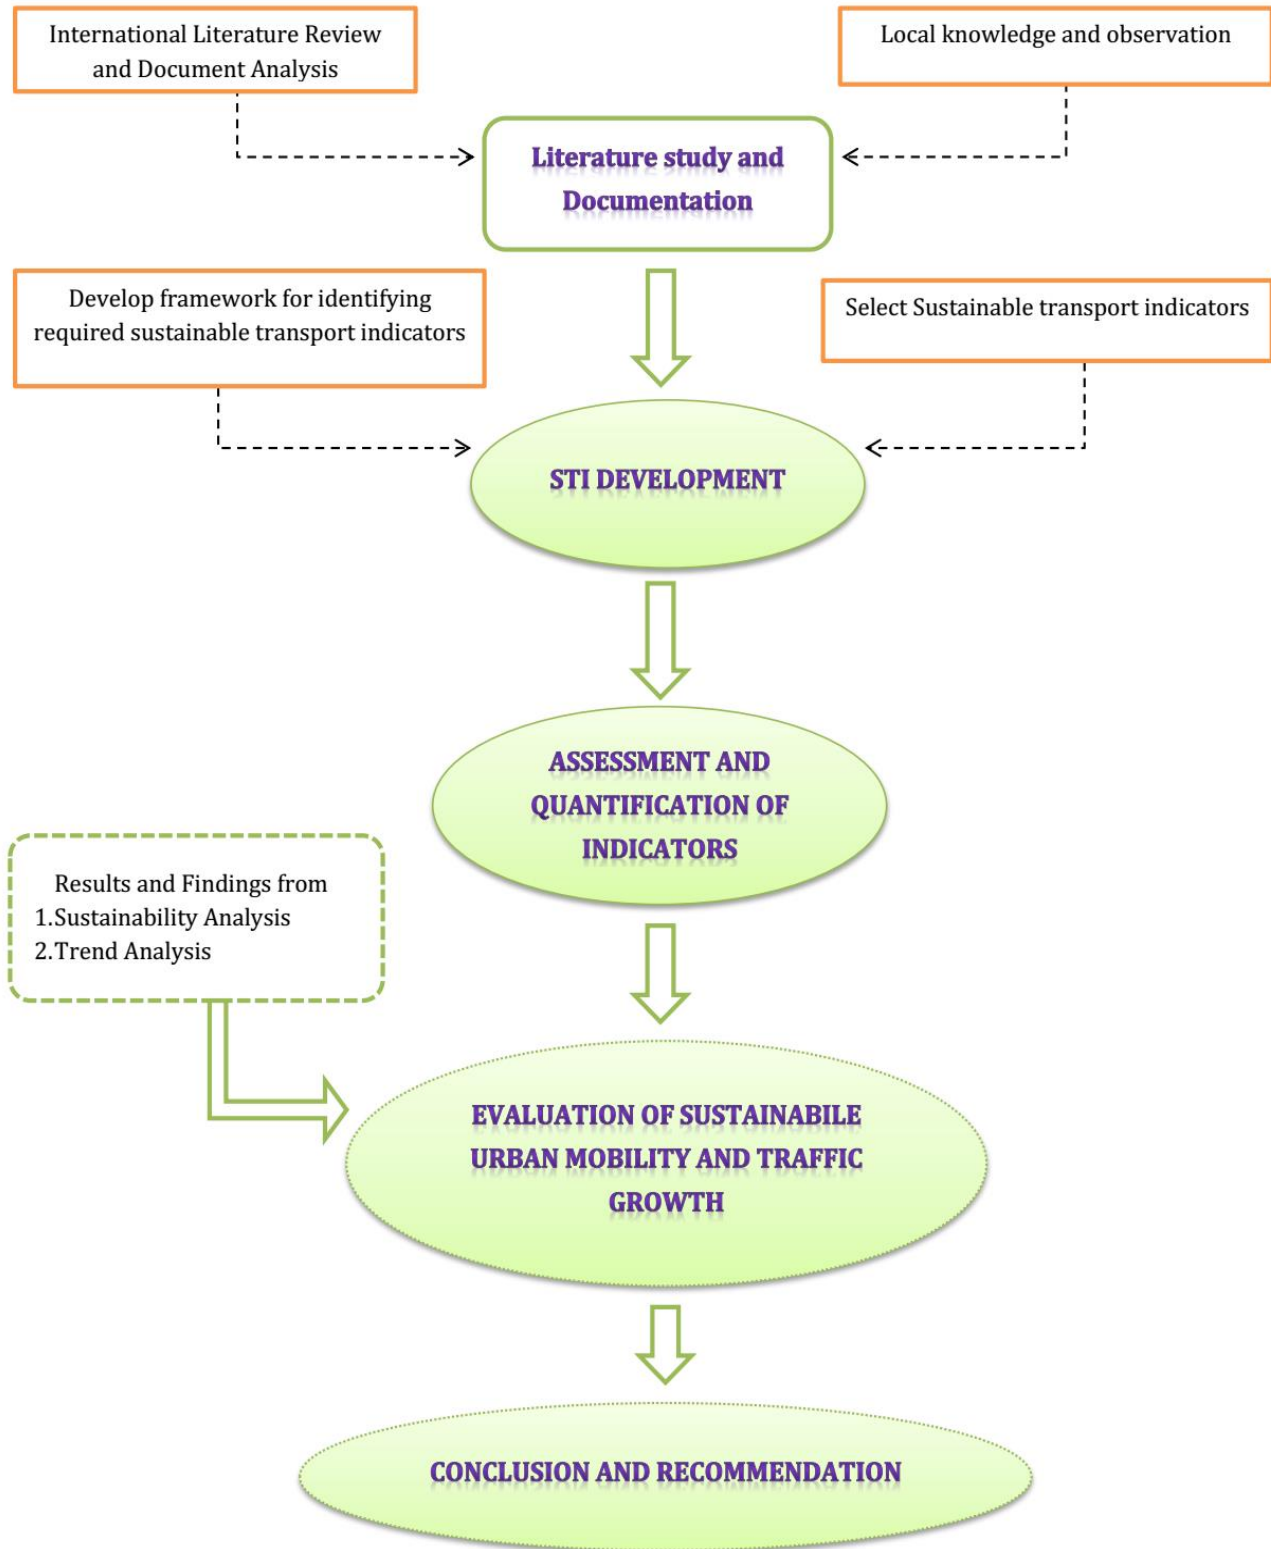 International Literature Review
and Document Analysis
Local knowledge and observation
Literature study and
Documentation
Develop framework for identifying
required sustainable transport indicators
Select Sustainable transport indicators
STI DEVELOPMENT
ASSESSMENT AND
QUANTIFICATION OF
INDICATORS
Results and Findings from
1.Sustainability Analysis
2.Trend Analysis
EVALUATION OF SUSTAINABILE
URBAN MOBILITY AND TRAFFIC
GROWTH
CONCLUSION AND RECOMMENDATION